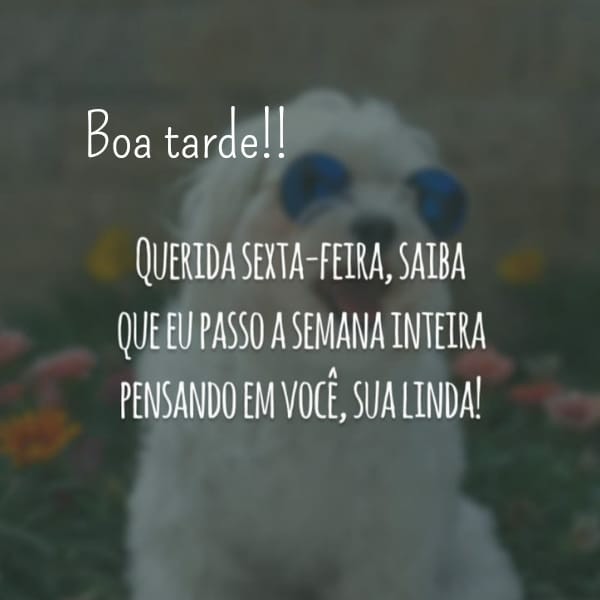 Boa tarde!!
QUERIDA SEXTA-FEIRA, SAIBA
QUE EU PASSO A SEMANA INTEIRA
PENSANDO EM VOCÊ, SUA LINDA!